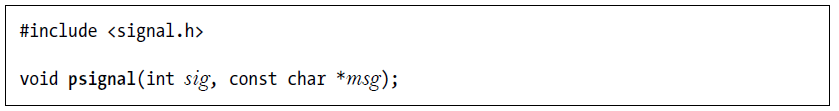 #include <signal.h>
void psignal(int sig, const char *msg);